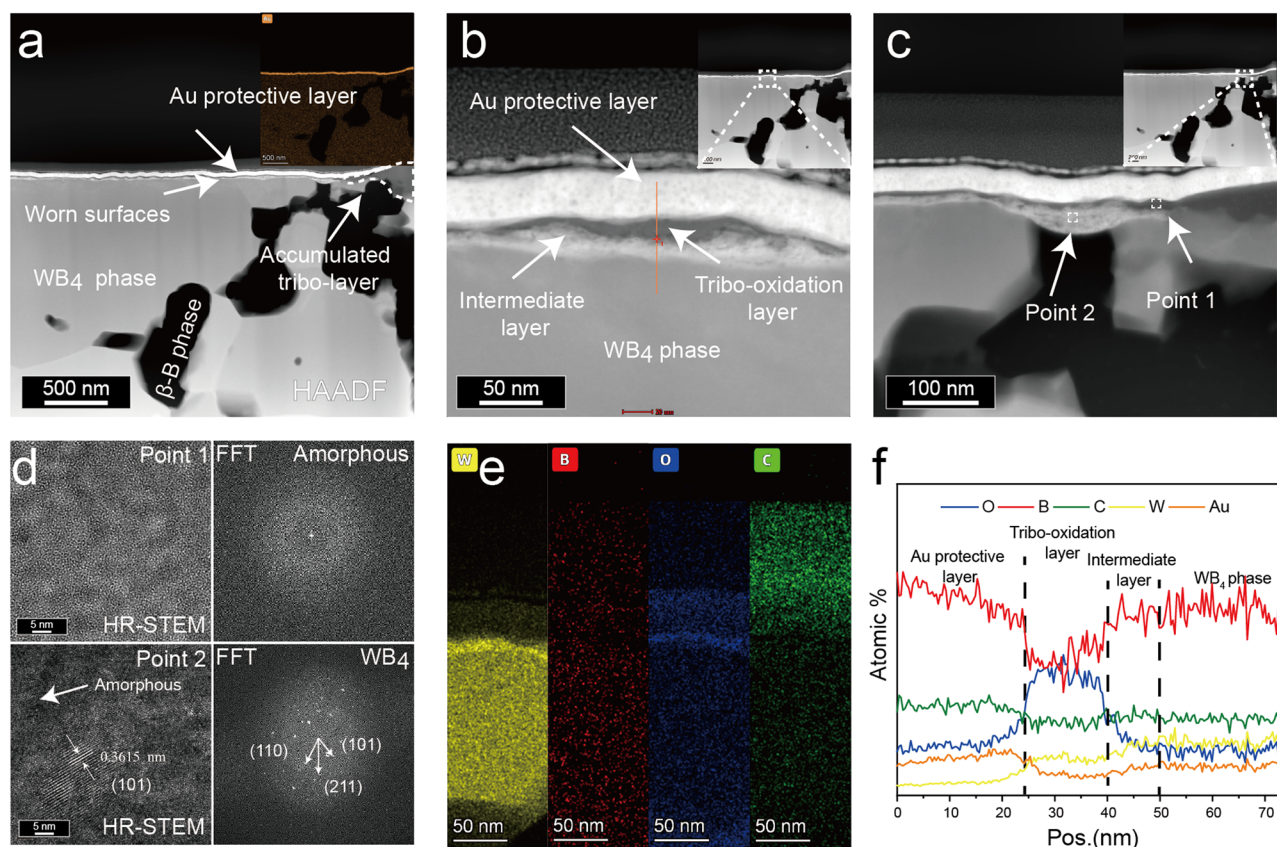 a
Au
Au protective layer
500 nm
Worn surfaces
Accumulated
tribo-layer
WB4 phase
β-B phase
500 nm
HAADF
b
Au protective layer
Intermediate
layer
Tribo-oxidation
layer
WB4 phase
50 nm
c
Point 2
Point 1
100 nm
d
Point 1
5 nm
HR-STEM
FFT
Amorphous
Point 2
Amorphous
0.3615 nm
(101)
5 nm
HR-STEM
FFT
WB4
(110)
(101)
(211)
e
W
B
O
C
50 nm
50 nm
50 nm
50 nm
f
O B C W Au
Au protective
layer
Tribo-oxidation
layer
Intermediate
layer
WB4 phase
Atomic %
0 10 20 30 40 50 60 70
Pos.(nm)